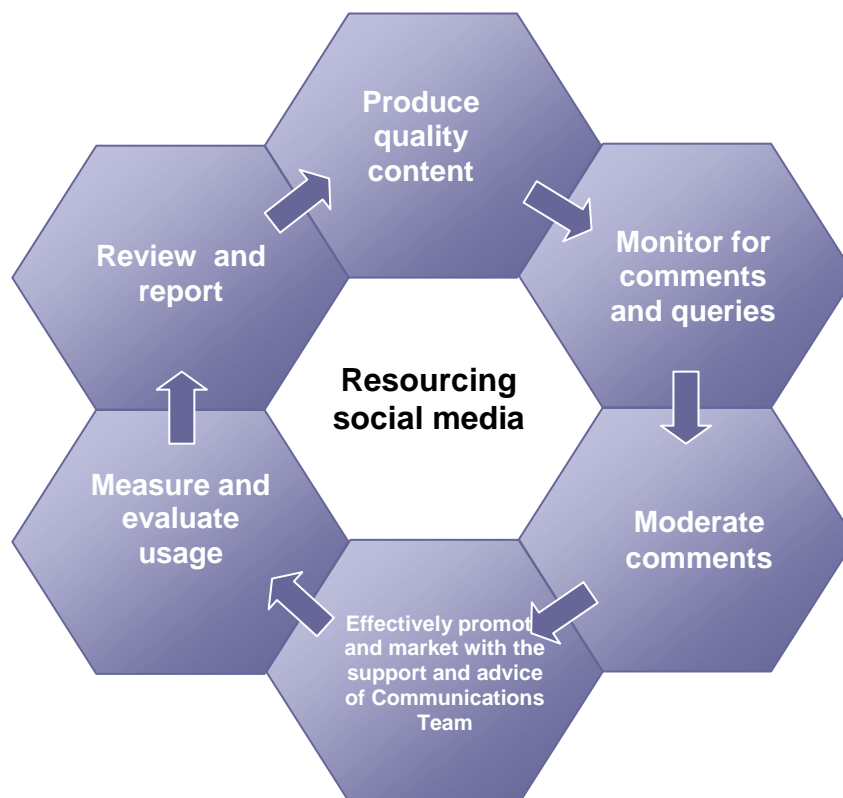 Produce
quality
content
Monitor for
comments
and queries
Moderate
comments
Effectively promot
and market with the
support and advice
of Communications
Team
Measure and
evaluate
usage
Review and
report
Resourcing
social media